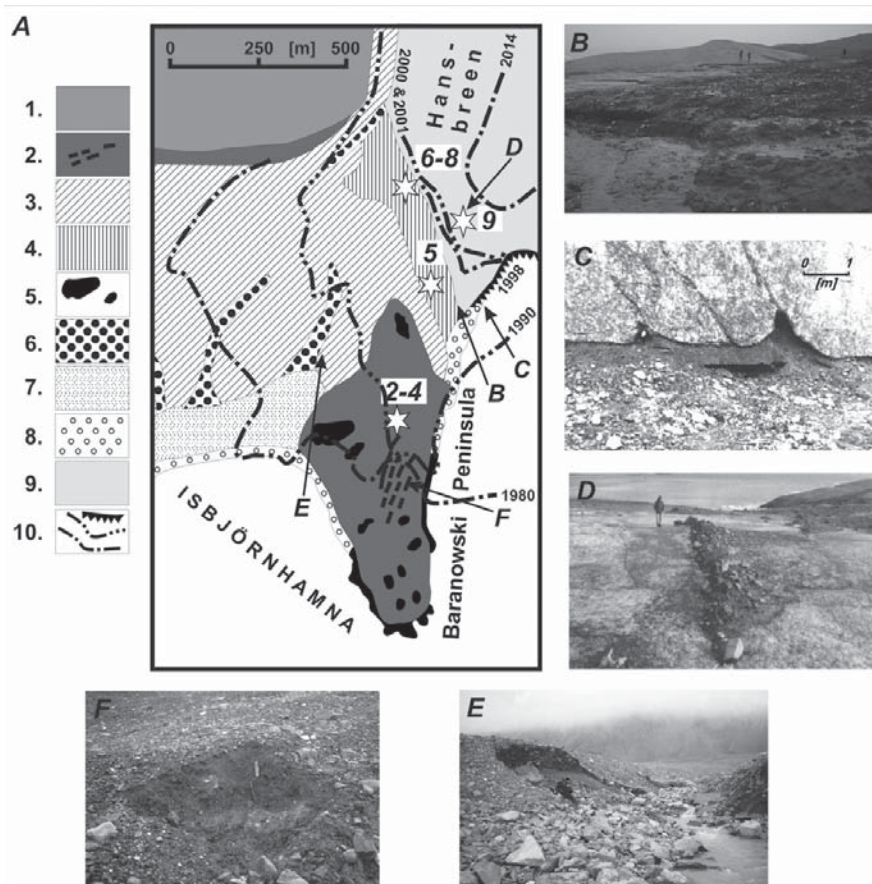 A
1.
2.
3.
4.
5.
6.
7.
8.
9.
10.
0 250 [m] 500
2000 & 2001
Hans-
breen
2014
6-8
D
9
5
1998
1990
C
B
2-4
Baranowski Peninsula
1980
E
F
ISBJÖRNHAMNA
B
C
0 1
[m]
D
F
E